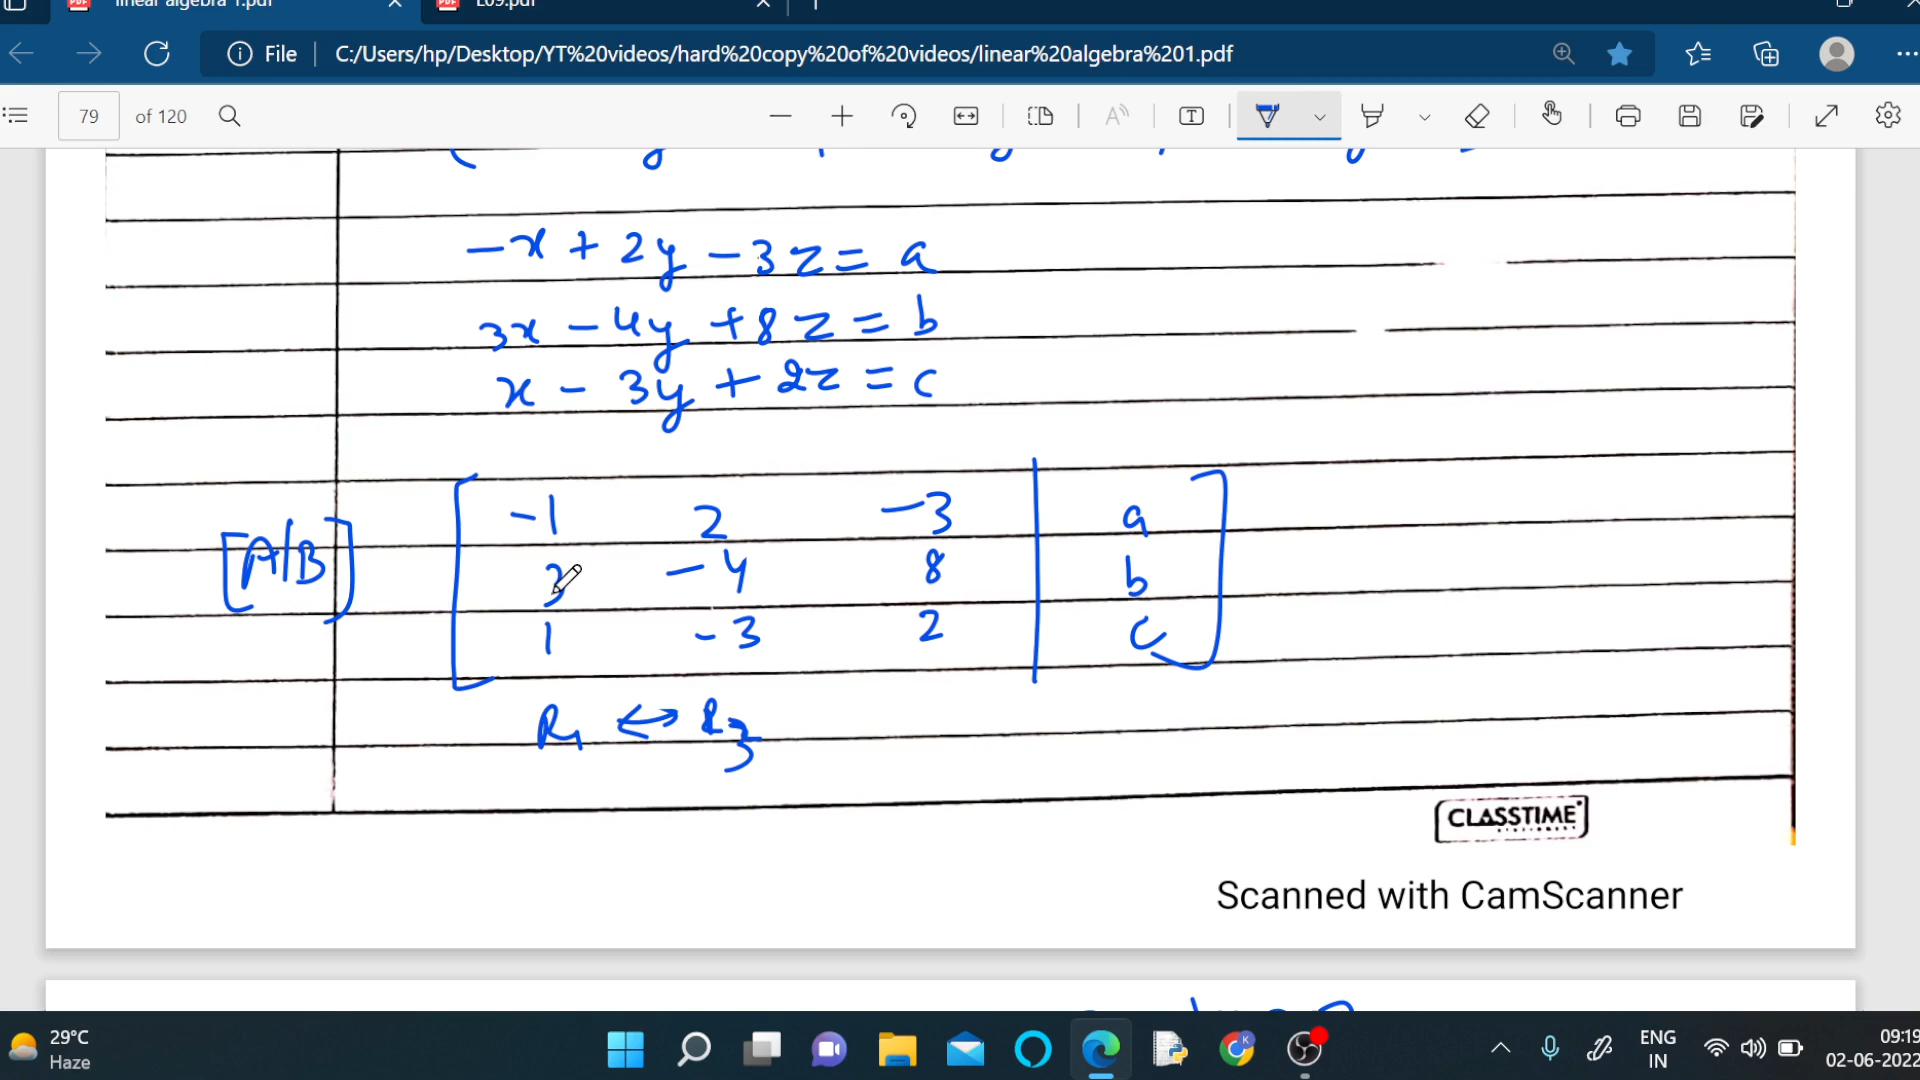 linear algebra 1.pdf
L09.pdf
File
C:/Users/hp/Desktop/YT%20videos/hard%20copy%20of%20videos/linear%20algebra%201.pdf
79 of 120
-x + 2y - 3z = a
3x - 4y + 8z = b
x - 3y + 2z = c
[A/B]
-1 2 -3 | a
3 -4 8 | b
1 -3 2 | c
R1 ↔ R3
CLASSTIME
Scanned with CamScanner
29°C
Haze
ENG
IN
09:19
02-06-2022